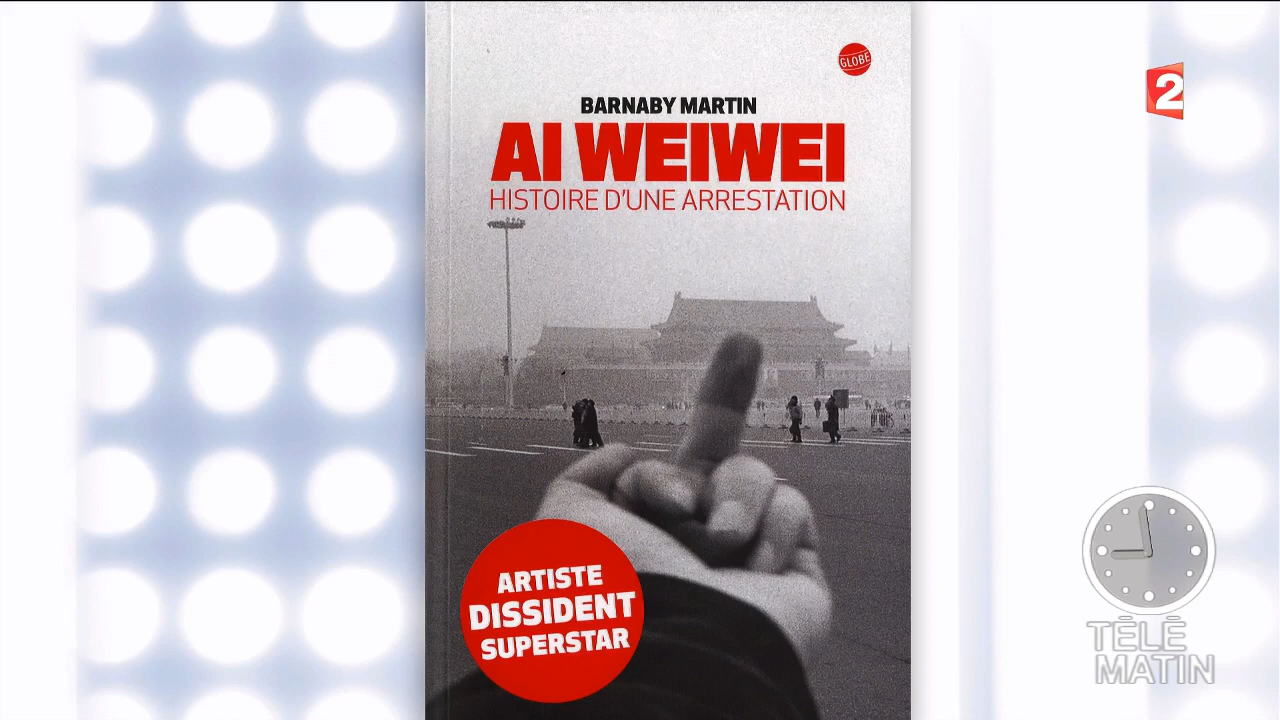 GLOBE
BARNABY MARTIN
AI WEIWEI
HISTOIRE D'UNE ARRESTATION
ARTISTE
DISSIDENT
SUPERSTAR
2
TÉLÉ
MATIN